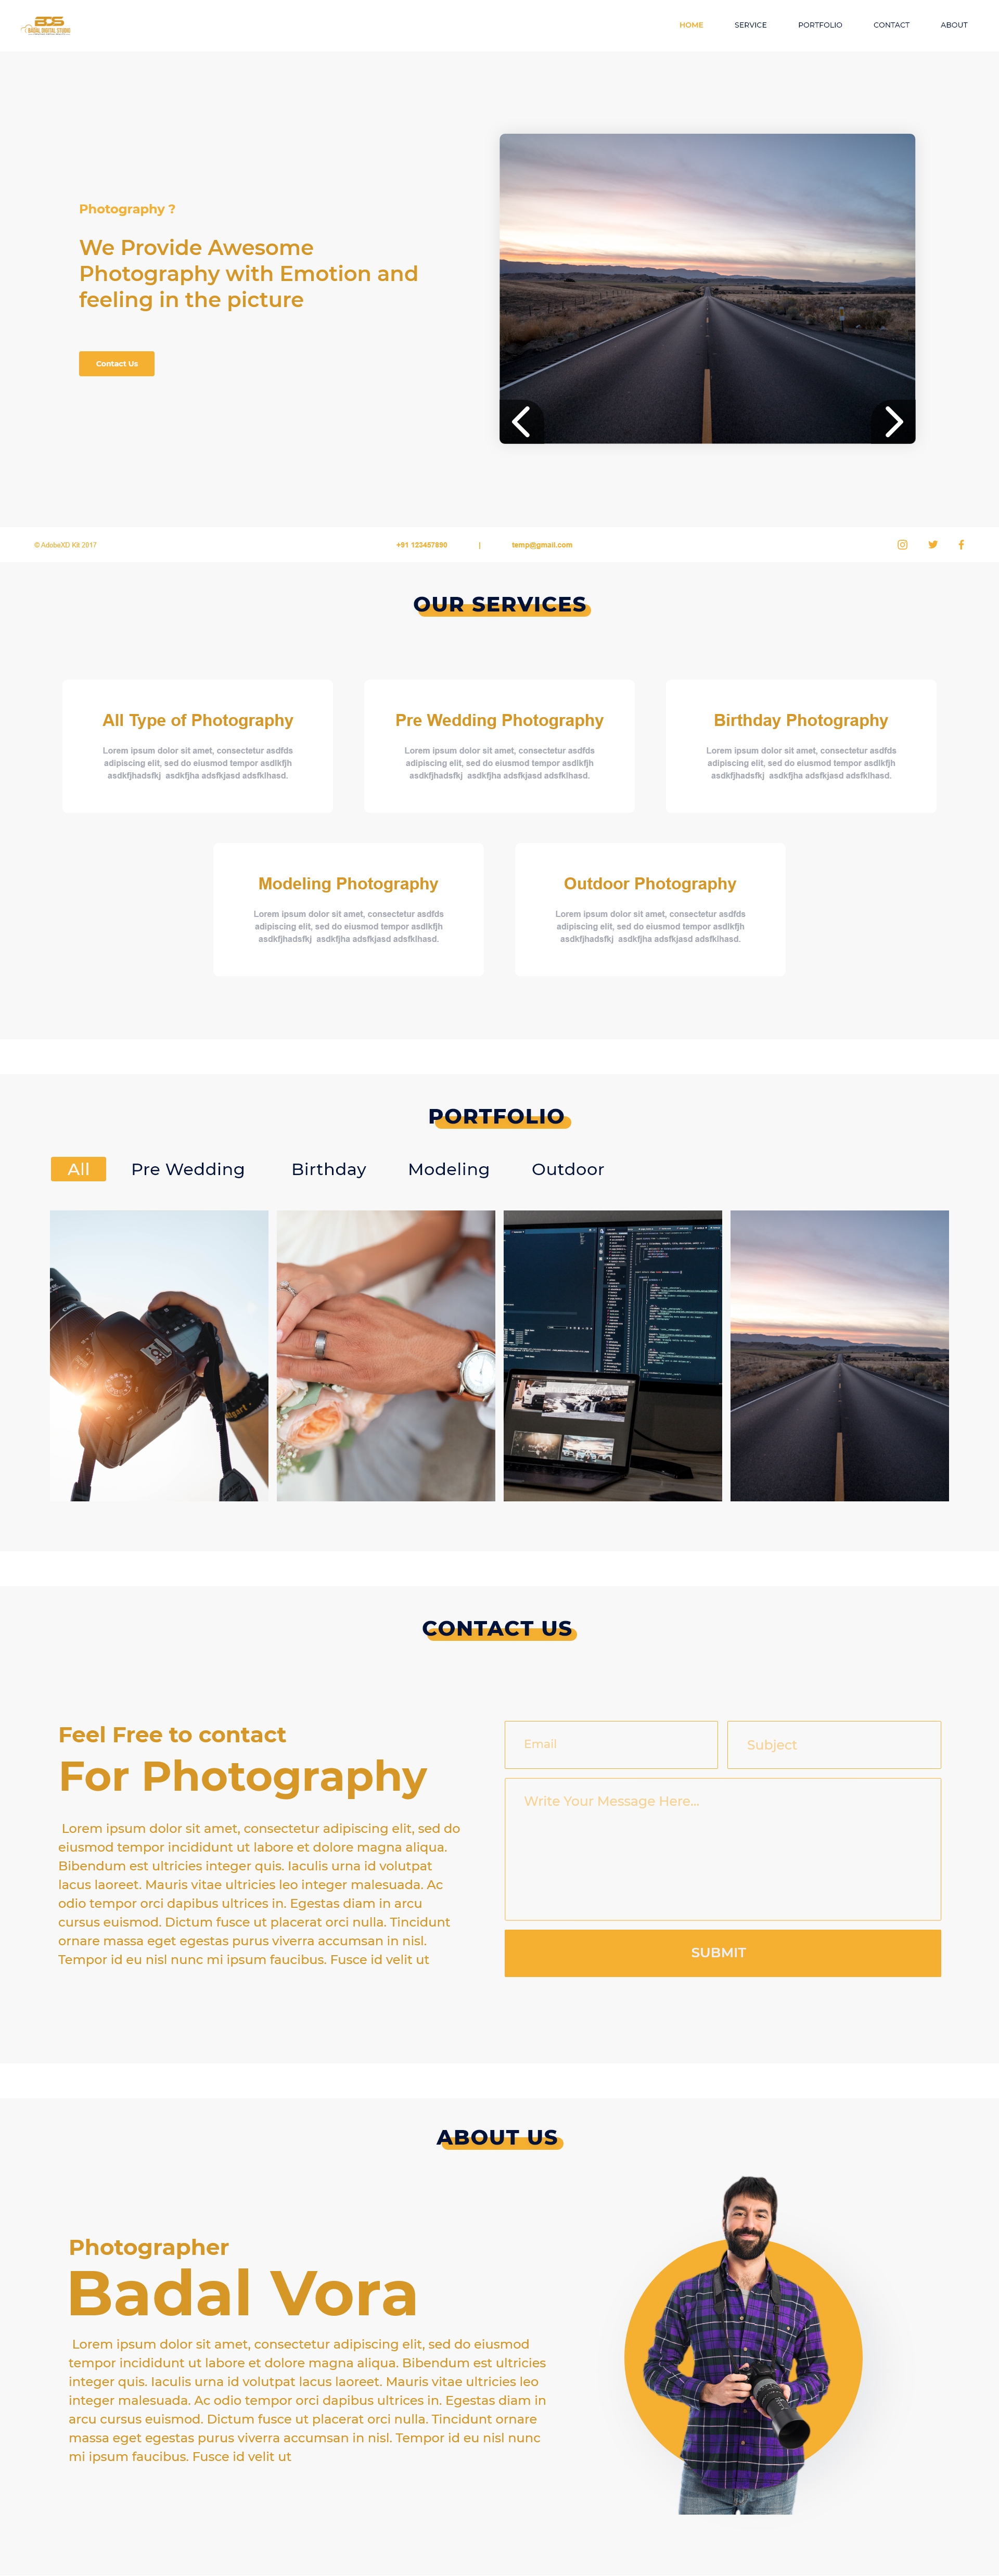 BDS
BADAL DIGITAL STUDIO
HOME
SERVICE
PORTFOLIO
CONTACT
ABOUT
Photography ?
We Provide Awesome
Photography with Emotion and
feeling in the picture
Contact Us
© AdobeXD Kit 2017
+91 123457890 | temp@gmail.com
OUR SERVICES
All Type of Photography
Lorem ipsum dolor sit amet, consectetur asdfds
adipiscing elit, sed do eiusmod tempor asdlkfjh
asdkfjhadsfkj asdkfjha adsfkjasd adsfklhasd.
Pre Wedding Photography
Lorem ipsum dolor sit amet, consectetur asdfds
adipiscing elit, sed do eiusmod tempor asdlkfjh
asdkfjhadsfkj asdkfjha adsfkjasd adsfklhasd.
Birthday Photography
Lorem ipsum dolor sit amet, consectetur asdfds
adipiscing elit, sed do eiusmod tempor asdlkfjh
asdkfjhadsfkj asdkfjha adsfkjasd adsfklhasd.
Modeling Photography
Lorem ipsum dolor sit amet, consectetur asdfds
adipiscing elit, sed do eiusmod tempor asdlkfjh
asdkfjhadsfkj asdkfjha adsfkjasd adsfklhasd.
Outdoor Photography
Lorem ipsum dolor sit amet, consectetur asdfds
adipiscing elit, sed do eiusmod tempor asdlkfjh
asdkfjhadsfkj asdkfjha adsfkjasd adsfklhasd.
PORTFOLIO
All
Pre Wedding
Birthday
Modeling
Outdoor
CONTACT US
Feel Free to contact
For Photography
Lorem ipsum dolor sit amet, consectetur adipiscing elit, sed do
eiusmod tempor incididunt ut labore et dolore magna aliqua.
Bibendum est ultricies integer quis. Iaculis urna id volutpat
lacus laoreet. Mauris vitae ultricies leo integer malesuada. Ac
odio tempor orci dapibus ultrices in. Egestas diam in arcu
cursus euismod. Dictum fusce ut placerat orci nulla. Tincidunt
ornare massa eget egestas purus viverra accumsan in nisl.
Tempor id eu nisl nunc mi ipsum faucibus. Fusce id velit ut
Email
Subject
Write Your Message Here...
SUBMIT
ABOUT US
Photographer
Badal Vora
Lorem ipsum dolor sit amet, consectetur adipiscing elit, sed do eiusmod
tempor incididunt ut labore et dolore magna aliqua. Bibendum est ultricies
integer quis. Iaculis urna id volutpat lacus laoreet. Mauris vitae ultricies leo
integer malesuada. Ac odio tempor orci dapibus ultrices in. Egestas diam in
arcu cursus euismod. Dictum fusce ut placerat orci nulla. Tincidunt ornare
massa eget egestas purus viverra accumsan in nisl. Tempor id eu nisl nunc
mi ipsum faucibus. Fusce id velit ut